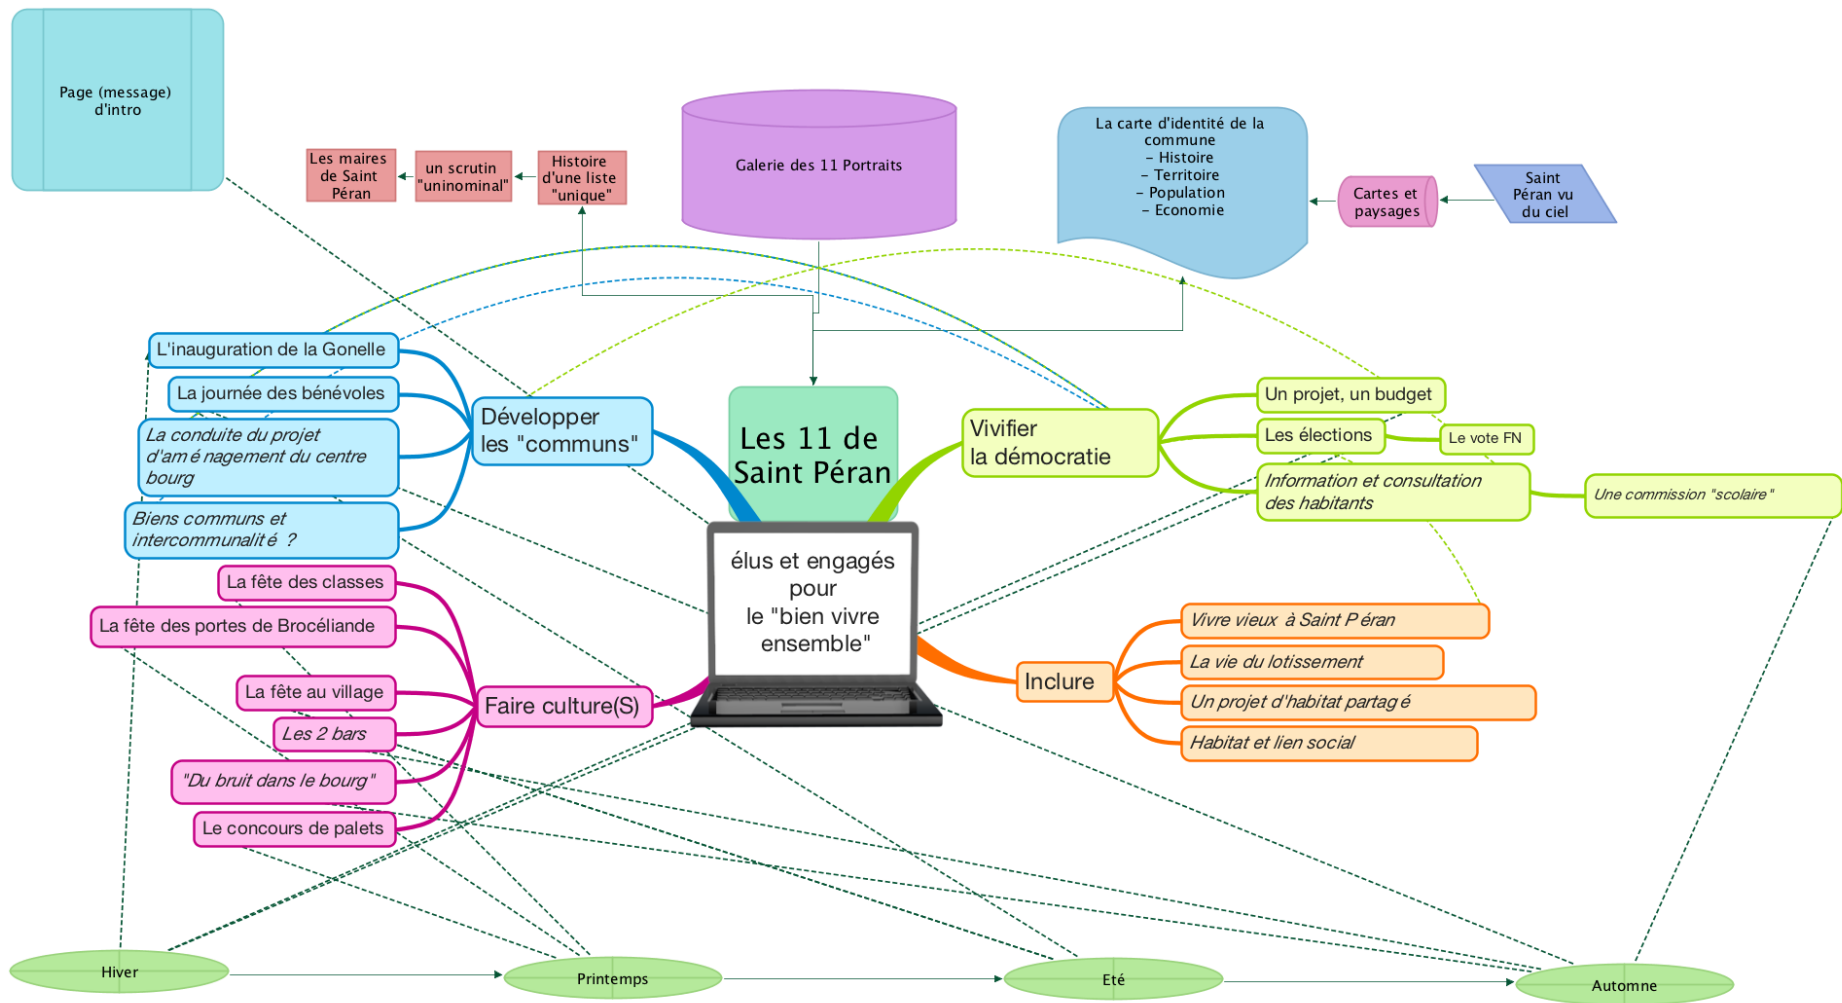 Page (message)
d'intro
Les maires
de Saint
Péran
un scrutin
"uninominal"
Histoire
d'une liste
"unique"
Galerie des 11 Portraits
La carte d'identité de la
commune
- Histoire
- Territoire
- Population
- Economie
Cartes et
paysages
Saint
Péran vu
du ciel
L'inauguration de la Gonelle
La journée des bénévoles
La conduite du projet
d'aménagement du centre
bourg
Biens communs et
intercommunalité ?
Développer
les "communs"
Les 11 de
Saint Péran
Vivifier
la démocratie
Un projet, un budget
Les élections
Le vote FN
Information et consultation
des habitants
Une commission "scolaire"
élus et engagés
pour
le "bien vivre
ensemble"
La fête des classes
La fête des portes de Brocéliande
La fête au village
Les 2 bars
"Du bruit dans le bourg"
Le concours de palets
Faire culture(S)
Inclure
Vivre vieux à Saint Péran
La vie du lotissement
Un projet d'habitat partagé
Habitat et lien social
Hiver
Printemps
Eté
Automne